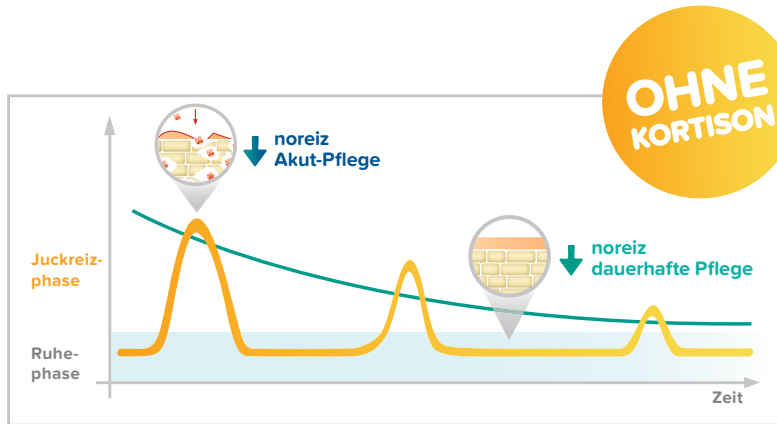 OHNE
KORTISON
noreiz
Akut-Pflege
noreiz
dauerhafte Pflege
Juckreiz-
phase
Ruhe-
phase
Zeit